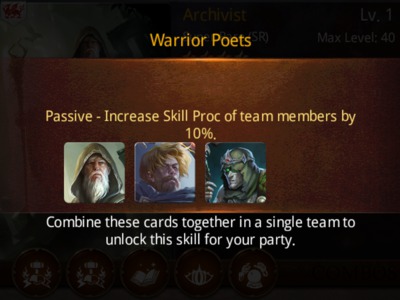 Archivist
Lv. 1
Warrior Poets
(SR)
Max Level: 40
Passive - Increase Skill Proc of team members by
10%.
Combine these cards together in a single team to
unlock this skill for your party.